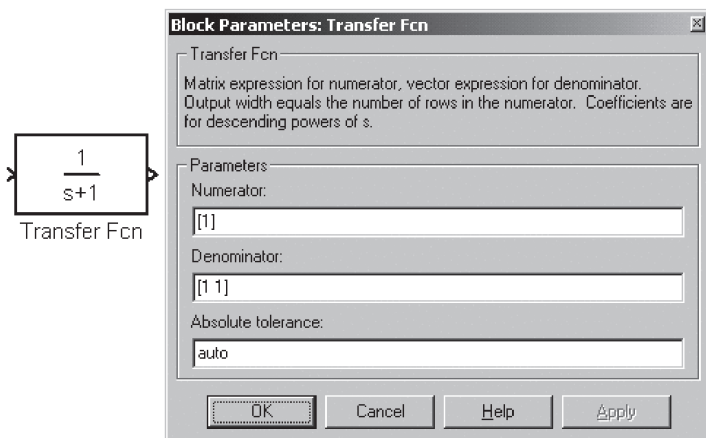 1
s+1
Transfer Fcn
Block Parameters: Transfer Fcn
Transfer Fcn
Matrix expression for numerator, vector expression for denominator.
Output width equals the number of rows in the numerator. Coefficients are
for descending powers of s.
Parameters
Numerator:
[1]
Denominator:
[1 1]
Absolute tolerance:
auto
OK Cancel Help Apply